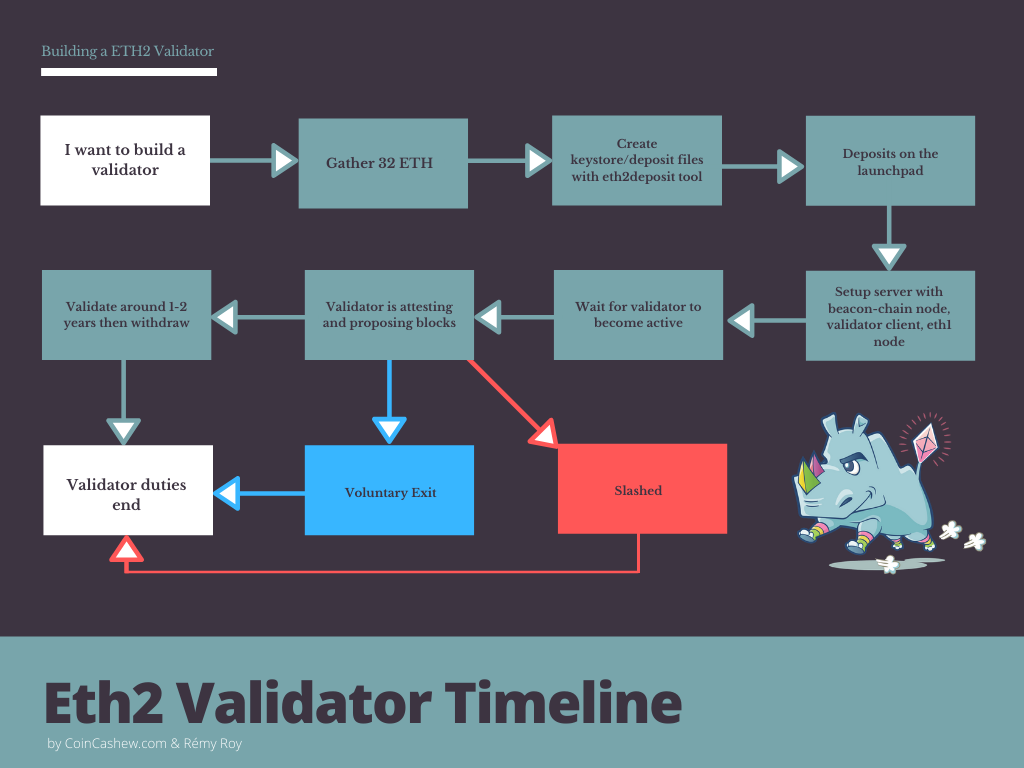 Building a ETH2 Validator
I want to build a
validator
Gather 32 ETH
Create
keystore/deposit files
with eth2deposit tool
Deposits on the
launchpad
Setup server with
beacon-chain node,
validator client, eth1
node
Wait for validator to
become active
Validator is attesting
and proposing blocks
Validate around 1-2
years then withdraw
Validator duties
end
Voluntary Exit
Slashed
Eth2 Validator Timeline
by CoinCashew.com & Rémy Roy